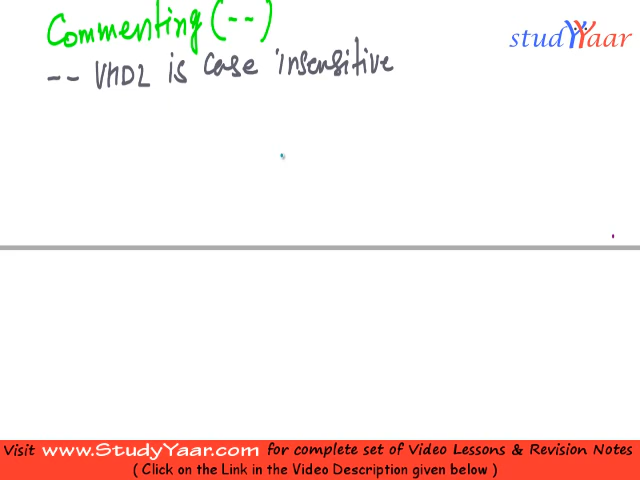 Commenting (--)
studYYaar
-- VHDL is case insensitive
Visit www.StudyYaar.com for complete set of Video Lessons & Revision Notes
( Click on the Link in the Video Description given below )